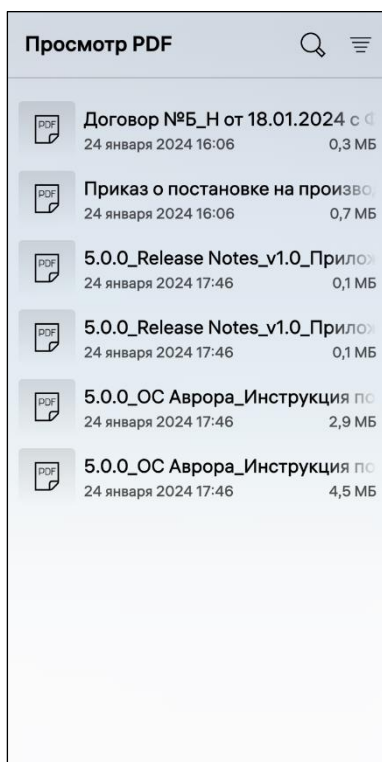 Просмотр PDF
PDF Договор №Б_Н от 18.01.2024 с
24 января 2024 16:06 0,3 МБ
PDF Приказ о постановке на произво
24 января 2024 16:06 0,7 МБ
PDF 5.0.0_Release Notes_v1.0_Прилож
24 января 2024 17:46 0,1 МБ
PDF 5.0.0_Release Notes_v1.0_Прилож
24 января 2024 17:46 0,1 МБ
PDF 5.0.0_ОС Аврора_Инструкция по
24 января 2024 17:46 2,9 МБ
PDF 5.0.0_ОС Аврора_Инструкция по
24 января 2024 17:46 4,5 МБ